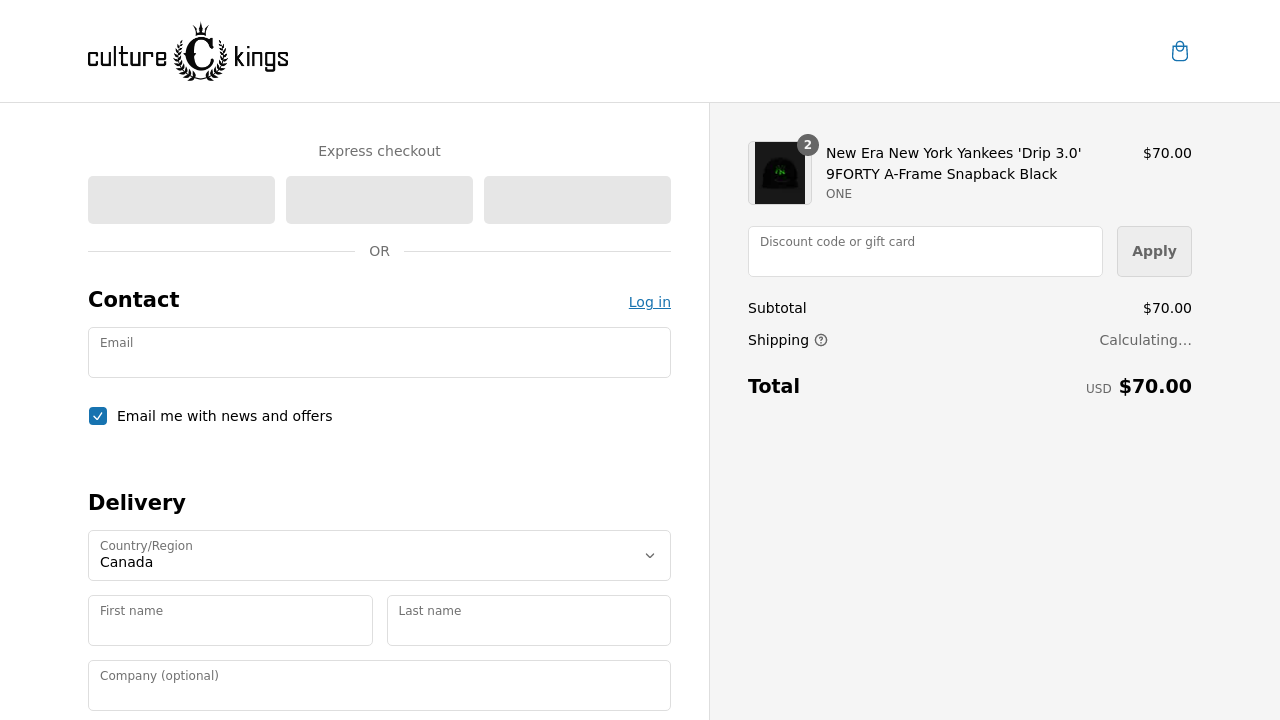 culture C kings
Express checkout
OR
Contact
Log in
Email
Email me with news and offers
Delivery
Country/Region
Canada
First name
Last name
Company (optional)
2
New Era New York Yankees 'Drip 3.0'
9FORTY A-Frame Snapback Black
ONE
$70.00
Discount code or gift card
Apply
Subtotal
$70.00
Shipping
Calculating…
Total
USD $70.00